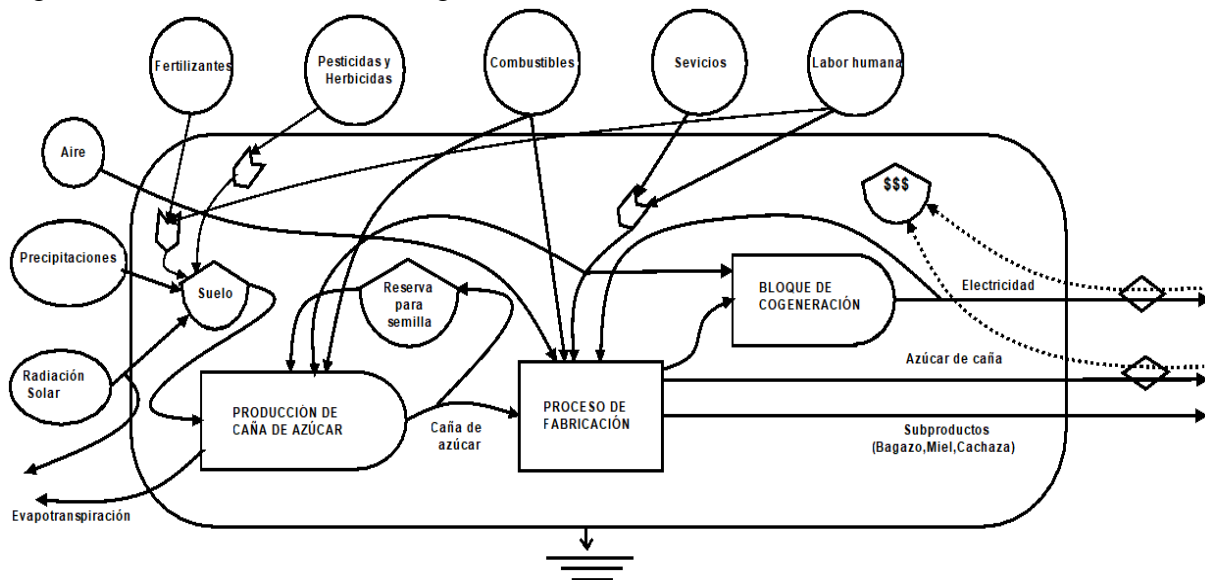 Fertilizantes
Pesticidas y
Herbicidas
Combustibles
Sevicios
Labor humana
Aire
$$$
Precipitaciones
Suelo
Reserva
para
semilla
BLOQUE DE
COGENERACIÓN
Electricidad
Radiación
Solar
Azúcar de caña
PRODUCCIÒN DE
CAÑA DE AZÚCAR
Caña de
azúcar
PROCESO DE
FABRICACIÓN
Subproductos
(Bagazo,Miel,Cachaza)
Evapotranspiración